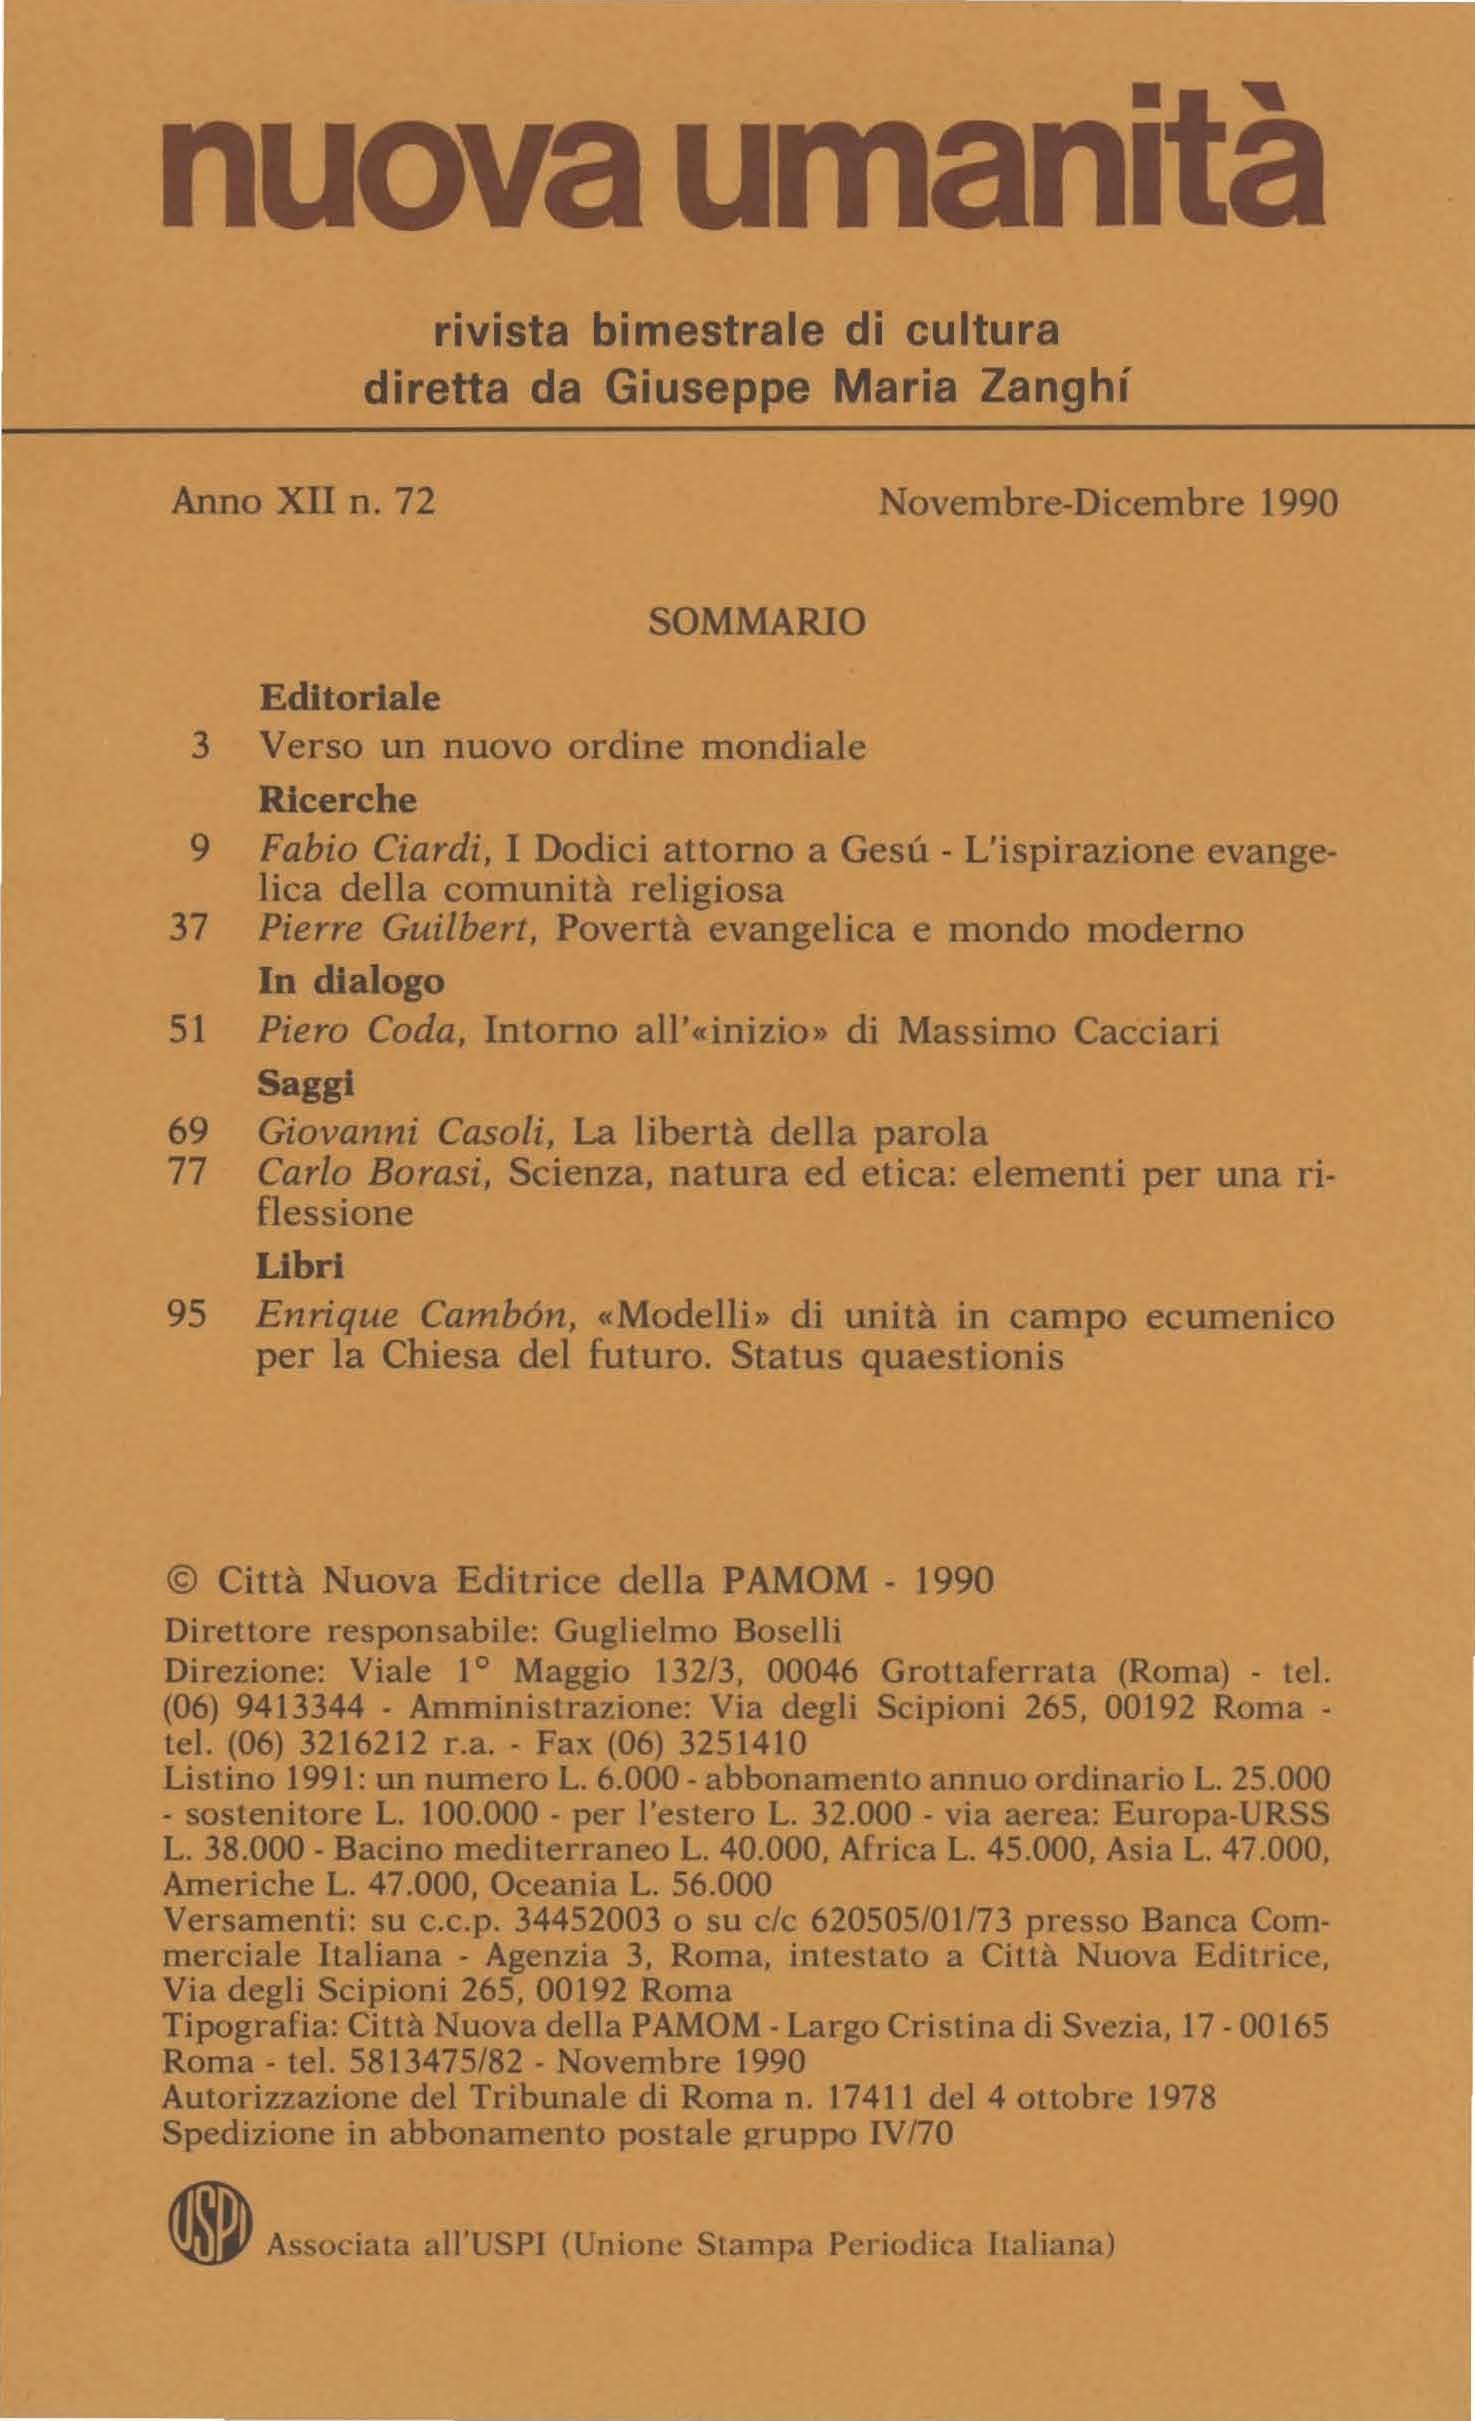 nuova umanità
rivista bimestrale di cultura
diretta da Giuseppe Maria Zanghí
Anno XII n. 72 Novembre-Dicembre 1990
SOMMARIO
Editoriale
3 Verso un nuovo ordine mondiale
Ricerche
9 Fabio Ciardi, I Dodici attorno a Gesú - L'ispirazione evange-
lica della comunità religiosa
37 Pierre Guilbert, Povertà evangelica e mondo moderno
In dialogo
51 Piero Coda, Intorno all'«inizio» di Massimo Cacciari
Saggi
69 Giovanni Casoli, La libertà della parola
77 Carlo Borasi, Scienza, natura ed etica: elementi per una ri-
flessione
Libri
95 Enrique Cambón, «Modelli» di unità in campo ecumenico
per la Chiesa del futuro. Status quaestionis
© Città Nuova Editrice della PAMOM - 1990
Direttore responsabile: Guglielmo Boselli
Direzione: Viale 1° Maggio 132/3, 00046 Grottaferrata (Roma) - tel.
(06) 9413344 - Amministrazione: Via degli Scipioni 265, 00192 Roma -
tel. (06) 3216212 r.a. - Fax (06) 3251410
Listino 1991: un numero L. 6.000 - abbonamento annuo ordinario L. 25.000
- sostenitore L. 100.000 - per l'estero L. 32.000 - via aerea: Europa-URSS
L. 38.000 - Bacino mediterraneo L. 40.000, Africa L. 45.000, Asia L. 47.000,
Americhe L. 47.000, Oceania L. 56.000
Versamenti: su c.c.p. 34452003 o su c/c 620505/01/73 presso Banca Com-
merciale Italiana - Agenzia 3, Roma, intestato a Città Nuova Editrice,
Via degli Scipioni 265, 00192 Roma
Tipografia: Città Nuova della PAMOM - Largo Cristina di Svezia, 17 - 00165
Roma - tel. 5813475/82 - Novembre 1990
Autorizzazione del Tribunale di Roma n. 17411 del 4 ottobre 1978
Spedizione in abbonamento postale gruppo IV/70
USPI Associata all'USPI (Unione Stampa Periodica Italiana)